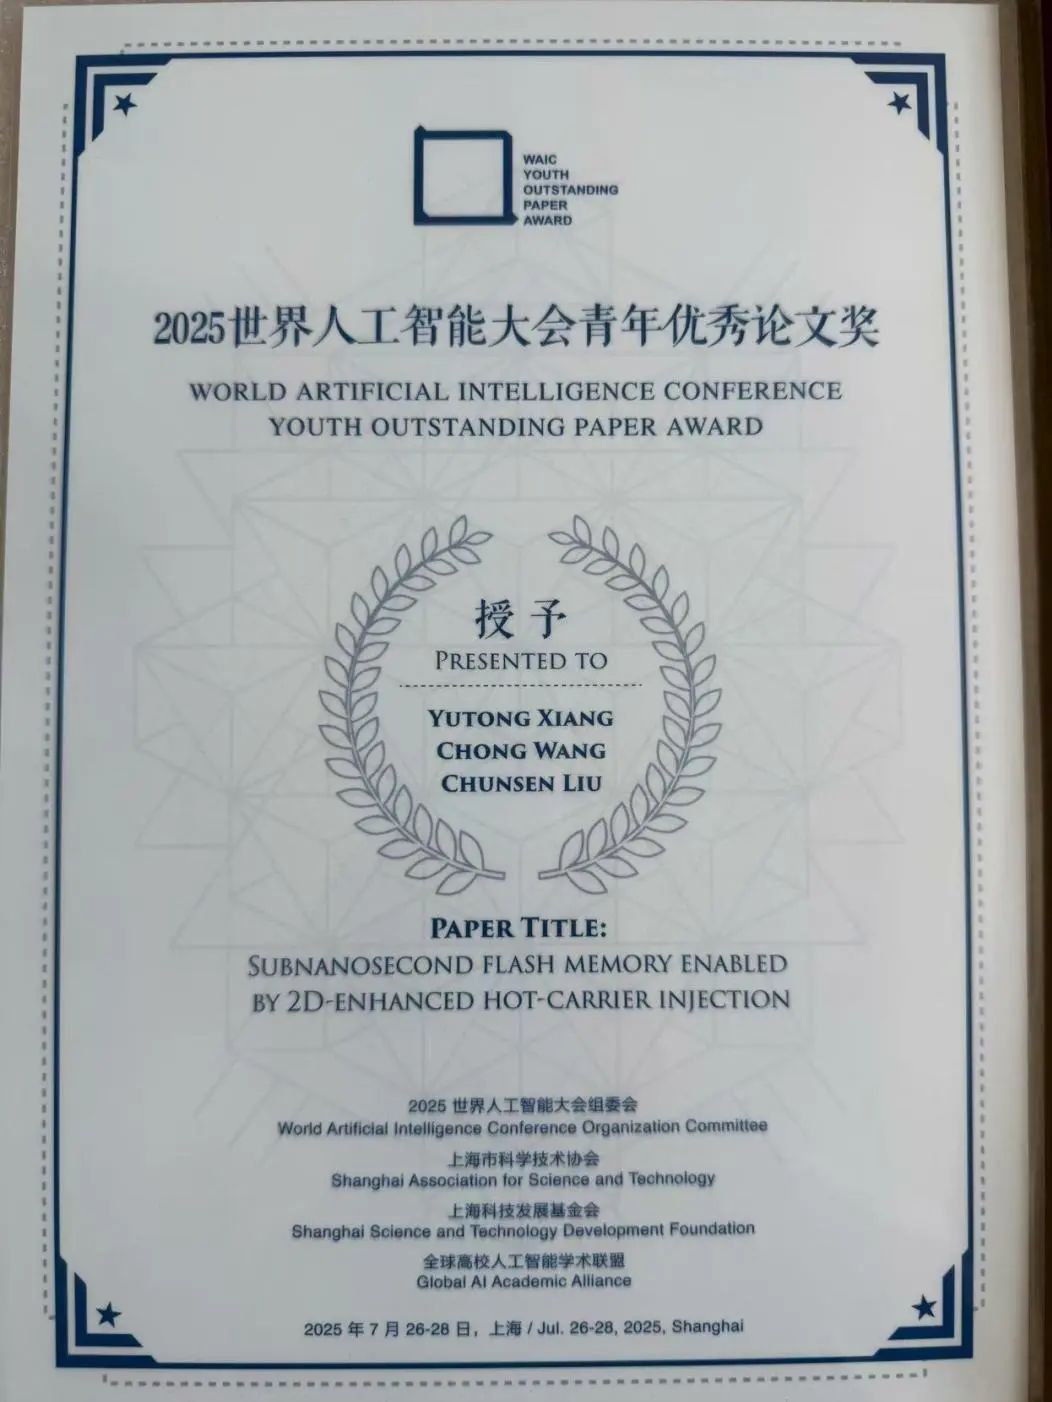 WAIC
YOUTH
OUTSTANDING
PAPER
AWARD
2025世界人工智能大会青年优秀论文奖
WORLD ARTIFICIAL INTELLIGENCE CONFERENCE
YOUTH OUTSTANDING PAPER AWARD
授予
PRESENTED TO
YUTONG XIANG
CHONG WANG
CHUNSEN LIU
PAPER TITLE:
SUBNANOSECOND FLASH MEMORY ENABLED
BY 2D-ENHANCED HOT-CARRIER INJECTION
2025 世界人工智能大会组委会
World Artificial Intelligence Conference Organization Committee
上海市科学技术协会
Shanghai Association for Science and Technology
上海科技发展基金会
Shanghai Science and Technology Development Foundation
全球高校人工智能学术联盟
Global AI Academic Alliance
2025 年 7 月 26-28 日，上海 / Jul. 26-28, 2025, Shanghai